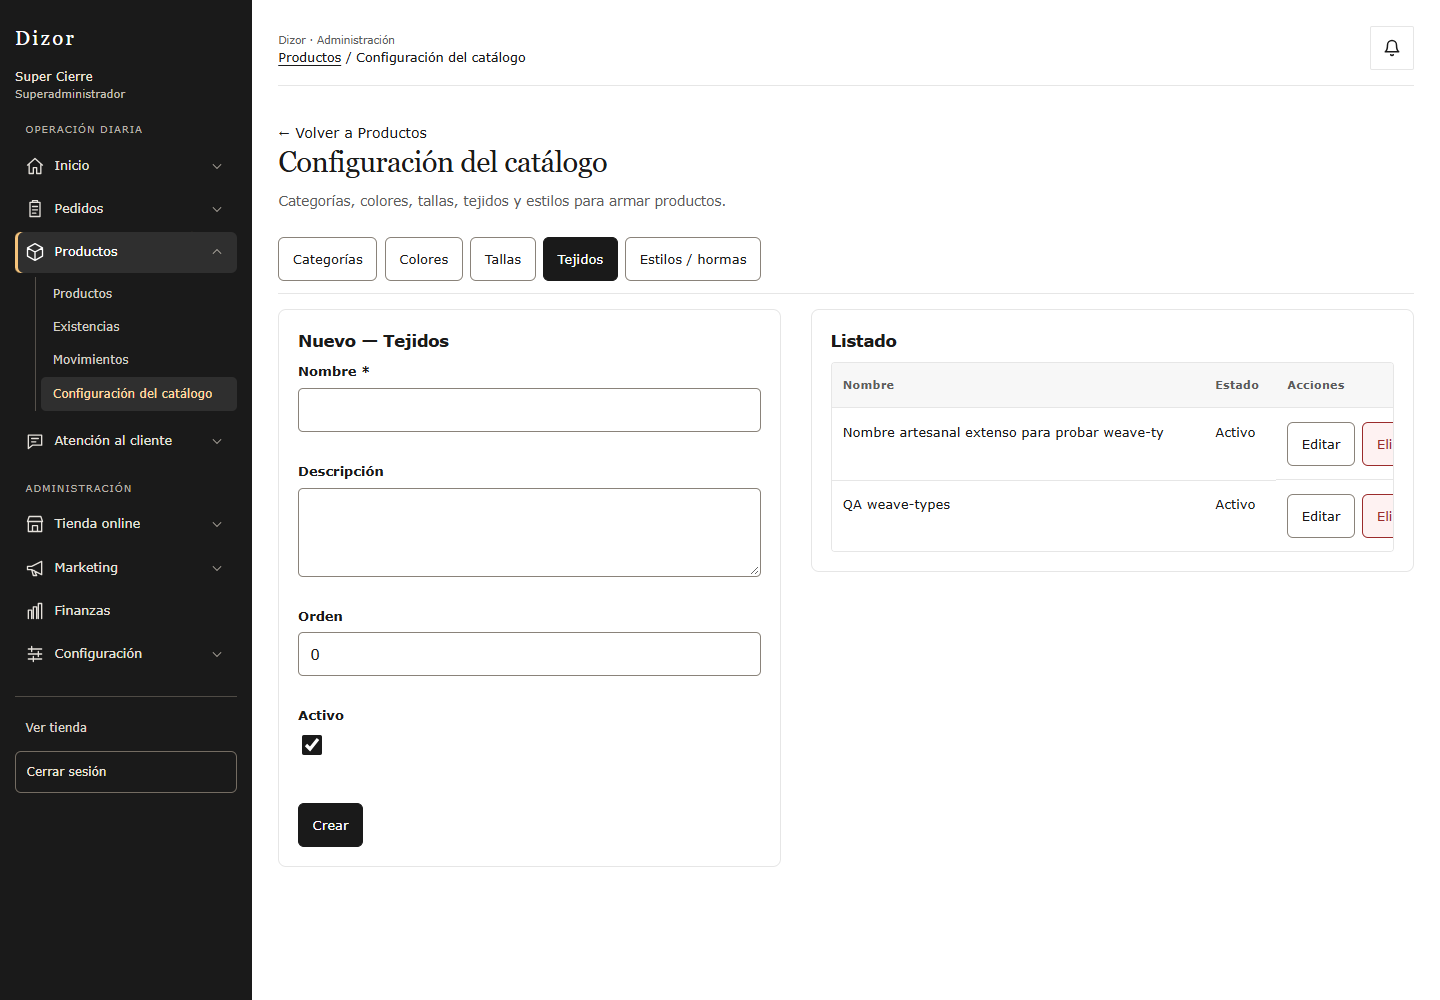 Dizor
Super Cierre
Superadministrador
OPERACIÓN DIARIA
Inicio
Pedidos
Productos
Productos
Existencias
Movimientos
Configuración del catálogo
Atención al cliente
ADMINISTRACIÓN
Tienda online
Marketing
Finanzas
Configuración
Ver tienda
Cerrar sesión
Dizor · Administración
Productos / Configuración del catálogo
← Volver a Productos
Configuración del catálogo
Categorías, colores, tallas, tejidos y estilos para armar productos.
Categorías Colores Tallas Tejidos Estilos / hormas
Nuevo — Tejidos
Nombre *
Descripción
Orden
0
Activo
Crear
Listado
Nombre Estado Acciones
Nombre artesanal extenso para probar weave-ty Activo Editar Eli
QA weave-types Activo Editar Eli